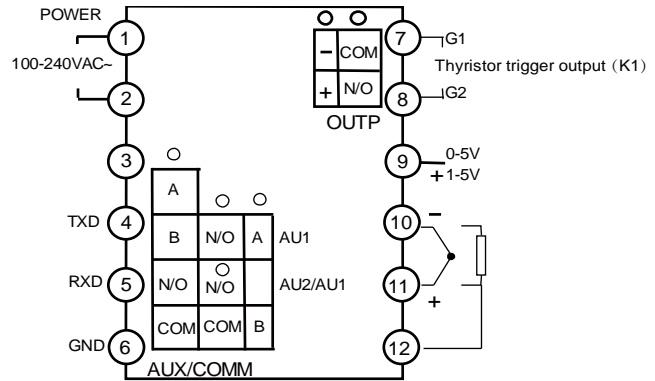 POWER
100-240VAC~
1
2
3
TXD 4
RXD 5
GND 6
− COM
+ N/O
OUTP
7 G1
Thyristor trigger output（K1）
8 G2
9 0-5V
+ 1-5V
10 −
11 +
12
A
B N/O A AU1
N/O N/O AU2/AU1
COM COM B
AUX/COMM